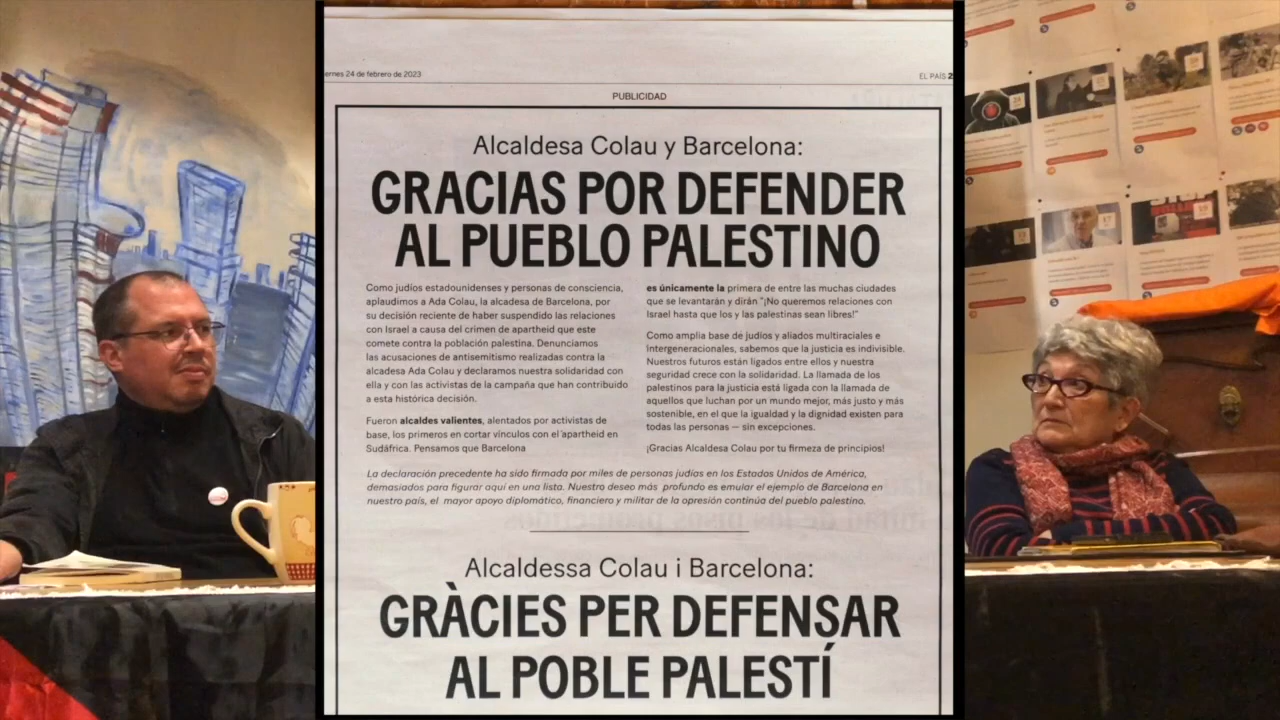 ernes 24 de febrero de 2023
EL PAÍS 2
PUBLICIDAD
Alcaldesa Colau y Barcelona:
GRACIAS POR DEFENDER
AL PUEBLO PALESTINO
Como judíos estadounidenses y personas de consciencia,
aplaudimos a Ada Colau, la alcadesa de Barcelona, por
su decisión reciente de haber suspendido las relaciones
con Israel a causa del crimen de apartheid que este
comete contra la población palestina. Denunciamos
las acusaciones de antisemitismo realizadas contra la
alcadesa Ada Colau y declaramos nuestra solidaridad con
ella y con las activistas de la campaña que han contribuido
a esta histórica decisión.
Fueron alcaldes valientes, alentados por activistas de
base, los primeros en cortar vínculos con el apartheid en
Sudáfrica. Pensamos que Barcelona
es únicamente la primera de entre las muchas ciudades
que se levantarán y dirán "¡No queremos relaciones con
Israel hasta que los y las palestinas sean libres!"
Como amplia base de judíos y aliados multiraciales e
intergeneracionales, sabemos que la justicia es indivisible.
Nuestros futuros están ligados entre ellos y nuestra
seguridad crece con la solidaridad. La llamada de los
palestinos para la justicia está ligada con la llamada de
aquellos que luchan por un mundo mejor, más justo y más
sostenible, en el que la igualdad y la dignidad existen para
todas las personas — sin excepciones.
¡Gracias Alcaldesa Colau por tu firmeza de principios!
La declaración precedente ha sido firmada por miles de personas judías en los Estados Unidos de América,
demasiados para figurar aquí en una lista. Nuestro deseo más profundo es emular el ejemplo de Barcelona en
nuestro país, el mayor apoyo diplomático, financiero y militar de la opresión contínua del pueblo palestino.
Alcaldessa Colau i Barcelona:
GRÀCIES PER DEFENSAR
AL POBLE PALESTÍ